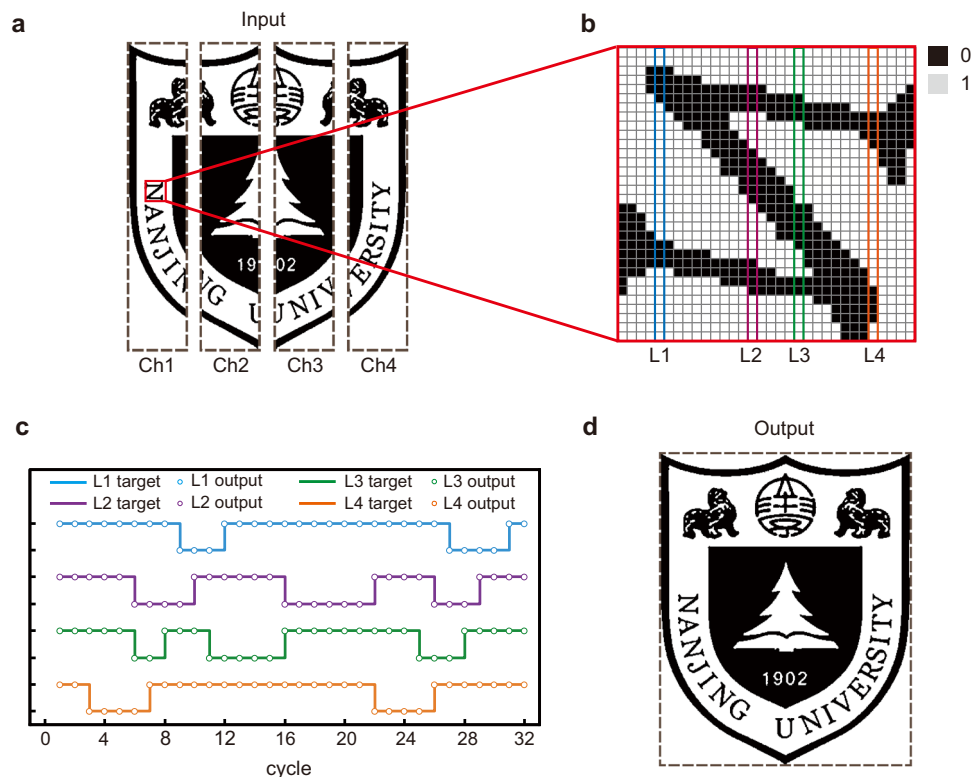 a
Input
NANJING UNIVERSITY
19 02
Ch1 Ch2 Ch3 Ch4
b
0
1
L1 L2 L3 L4
c
L1 target L1 output L3 target L3 output
L2 target L2 output L4 target L4 output
0 4 8 12 16 20 24 28 32
cycle
d
Output
1902
NANJING UNIVERSITY